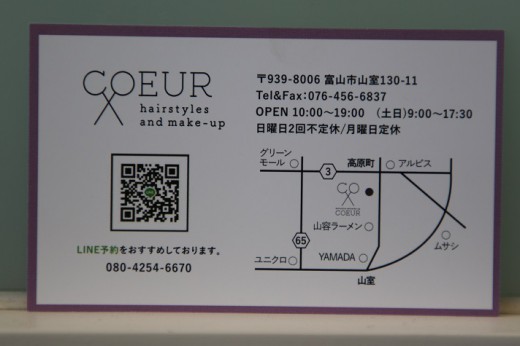 COEUR
hairstyles
and make-up
〒939-8006 富山市山室130-11
Tel&Fax:076-456-6837
OPEN 10:00〜19:00 (土日)9:00〜17:30
日曜日2回不定休/月曜日定休
LINE予約をおすすめしております。
080-4254-6670
グリーン
モール
3
高原町
アルビス
CO
COEUR
山容ラーメン
65
ムサシ
ユニクロ
YAMADA
山室